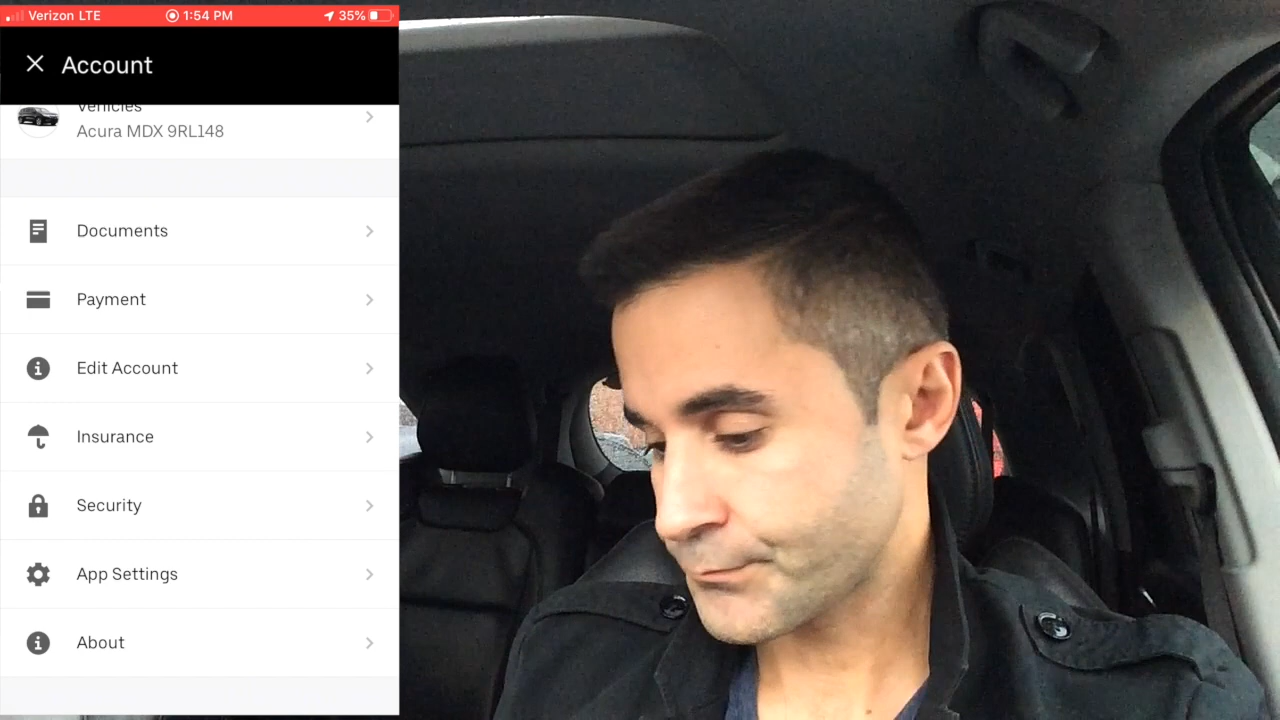 Verizon LTE 1:54 PM 35%
Account
Vehicles
Acura MDX 9RL148
Documents
Payment
Edit Account
Insurance
Security
App Settings
About